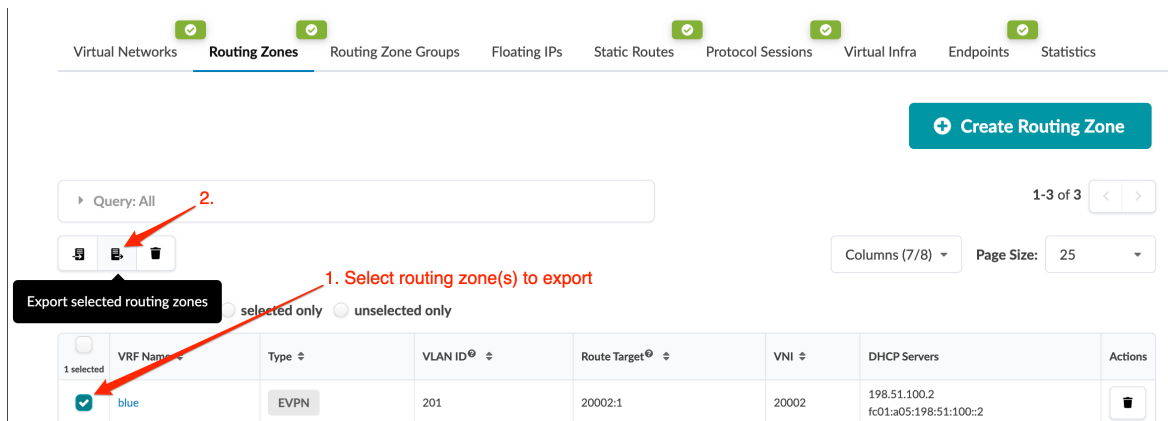 Virtual Networks Routing Zones Routing Zone Groups Floating IPs Static Routes Protocol Sessions Virtual Infra Endpoints Statistics
Create Routing Zone
Query: All
2.
1-3 of 3
Columns (7/8) Page Size: 25
1. Select routing zone(s) to export
Export selected routing zones
selected only unselected only
1 selected VRF Name Type VLAN ID Route Target VNI DHCP Servers Actions
blue EVPN 201 20002:1 20002 198.51.100.2
fc01:a05:198:51:100::2